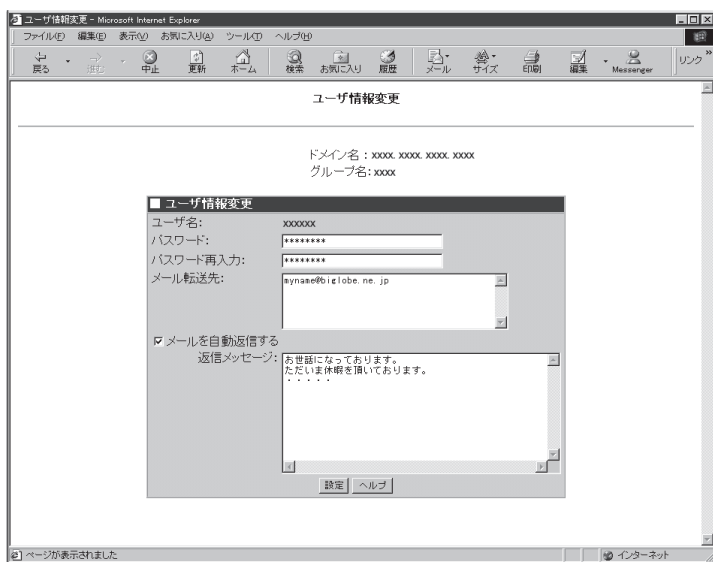 ユーザ情報変更 - Microsoft Internet Explorer
ファイル(F) 編集(E) 表示(V) お気に入り(A) ツール(T) ヘルプ(H)
戻る 進む 中止 更新 ホーム 検索 お気に入り 履歴 メール サイズ 印刷 編集 Messenger リンク »
ユーザ情報変更
ドメイン名：xxxx. xxxx. xxxx. xxxx
グループ名：xxxx
■ ユーザ情報変更
ユーザ名: xxxxxx
パスワード: ********
パスワード再入力: ********
メール転送先: myname@biglobe.ne.jp
メールを自動返信する
返信メッセージ: お世話になっております。
ただいま休暇を頂いております。
・・・・・
設定 ヘルプ
ページが表示されました インターネット